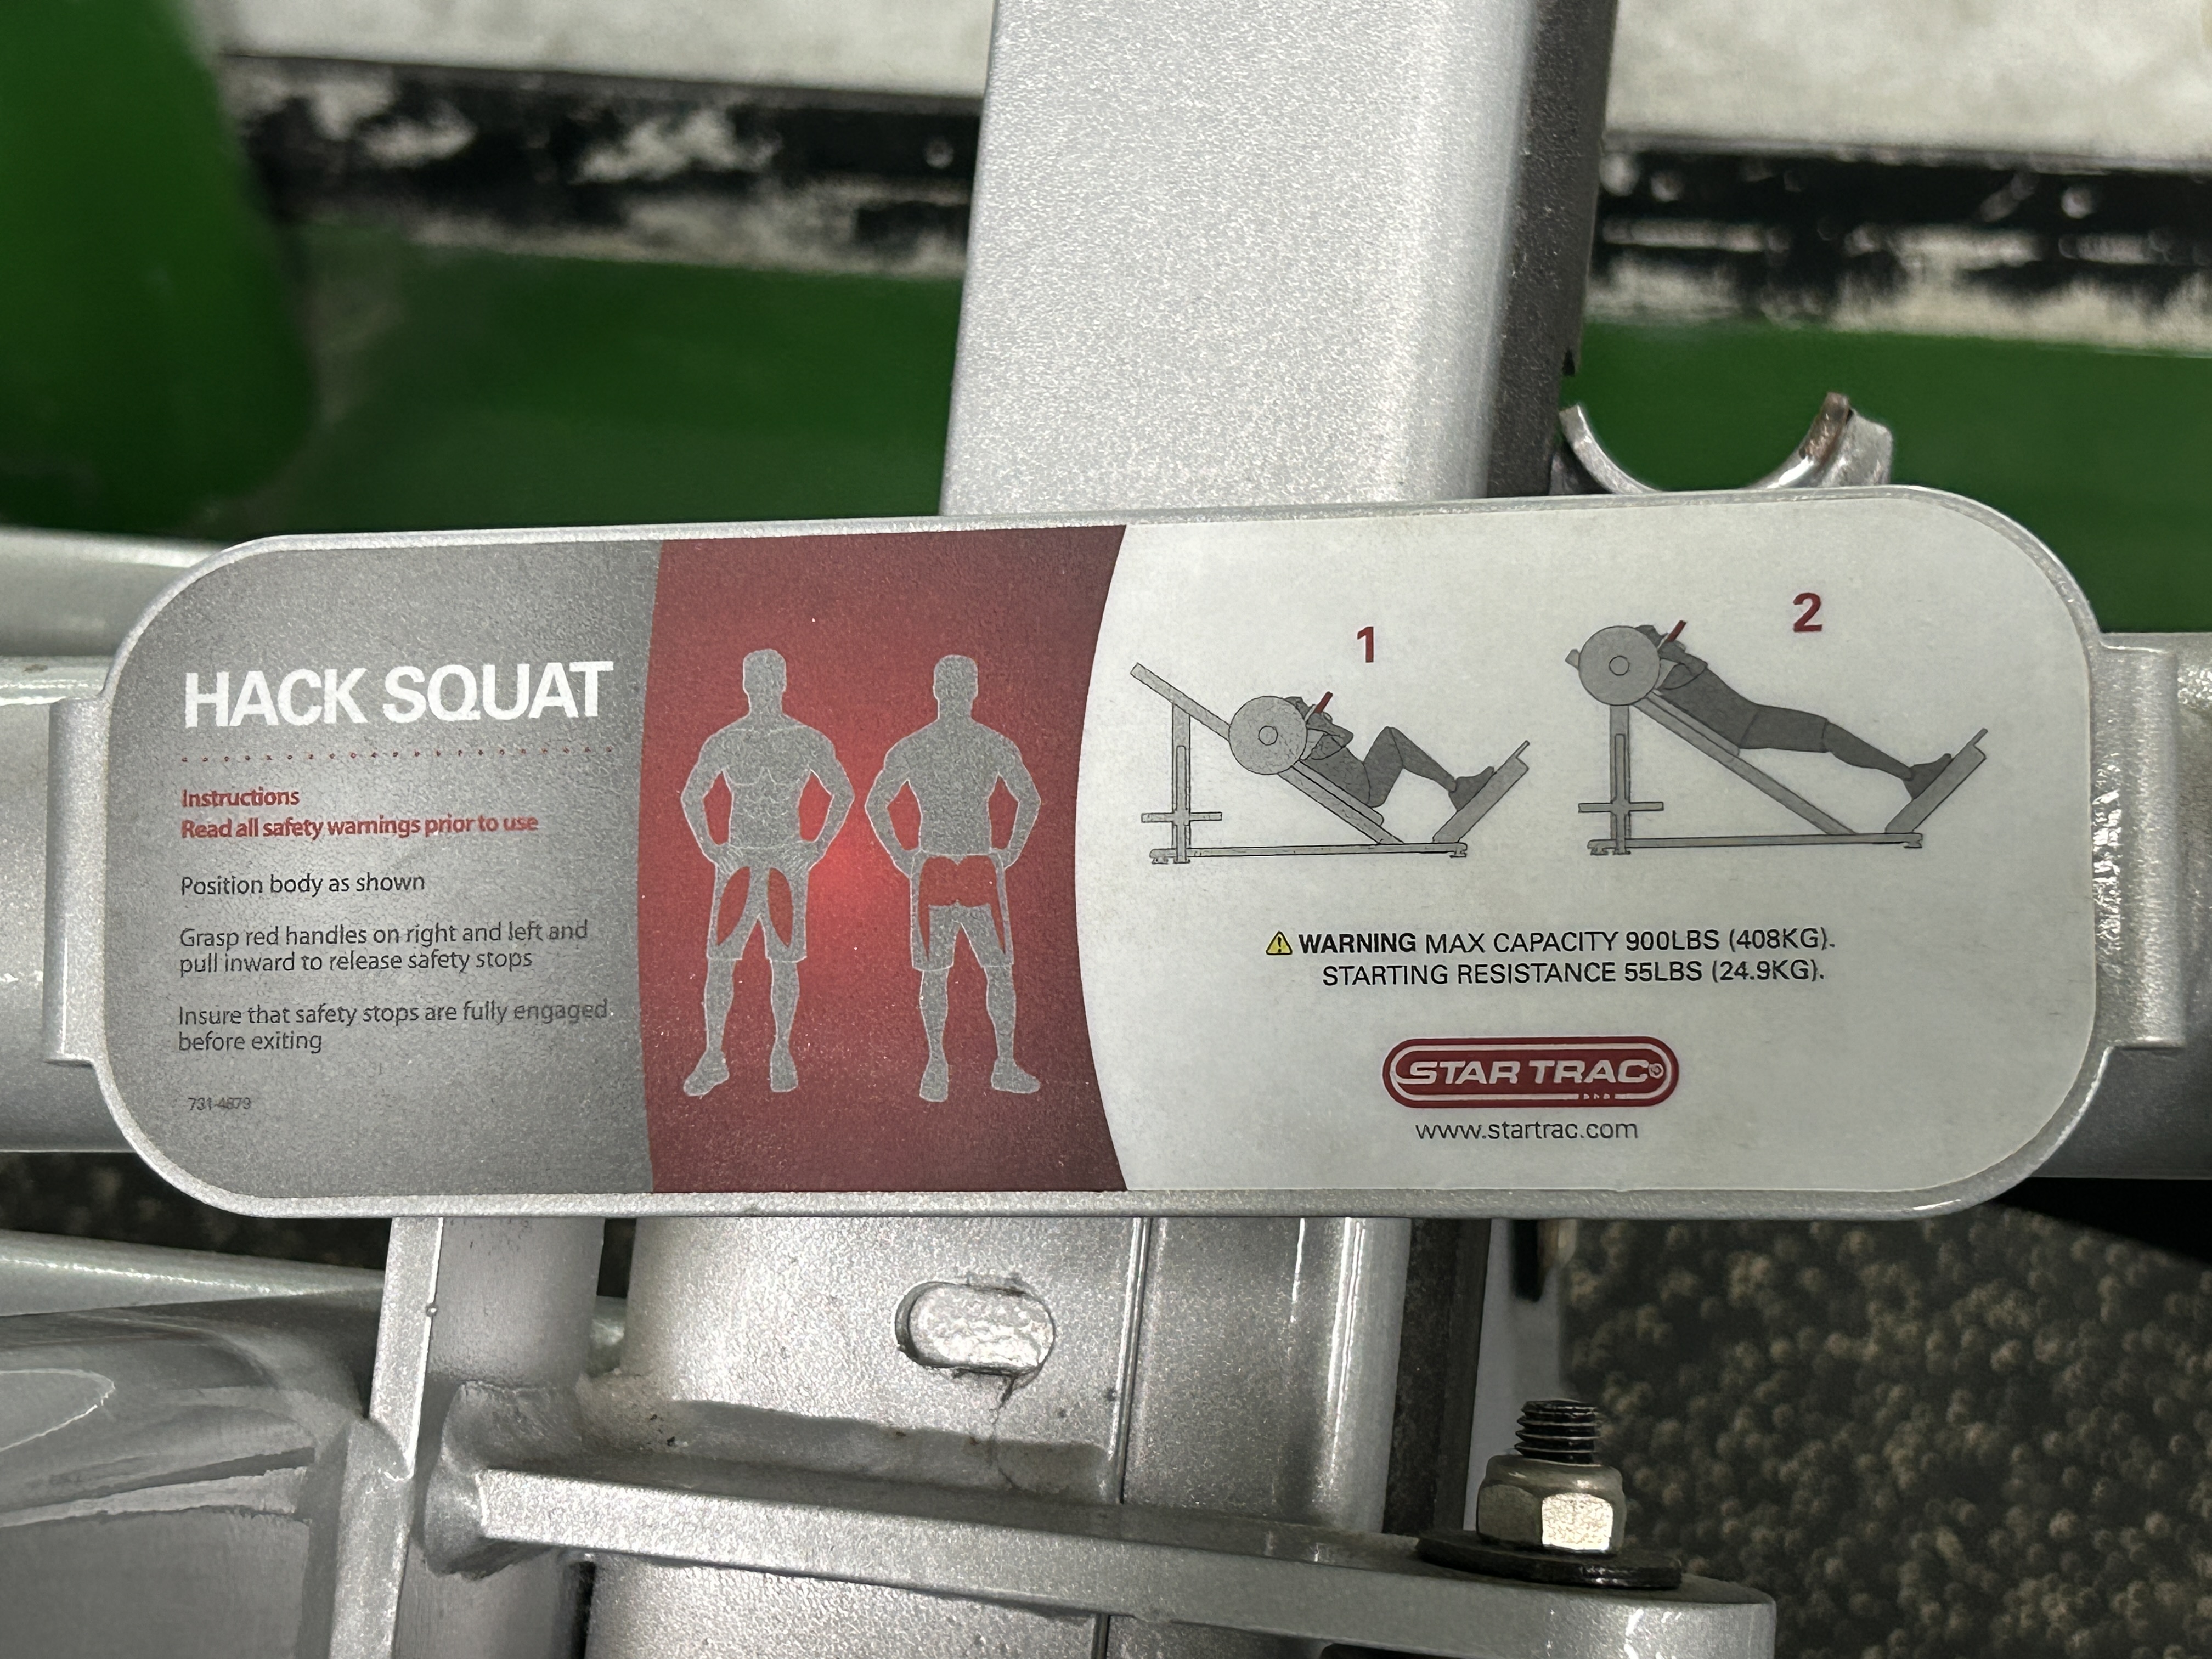 HACK SQUAT
Instructions
Read all safety warnings prior to use
Position body as shown
Grasp red handles on right and left and
pull inward to release safety stops
Insure that safety stops are fully engaged
before exiting
731-4879
1
2
WARNING MAX CAPACITY 900LBS (408KG).
STARTING RESISTANCE 55LBS (24.9KG).
STAR TRAC®
www.startrac.com